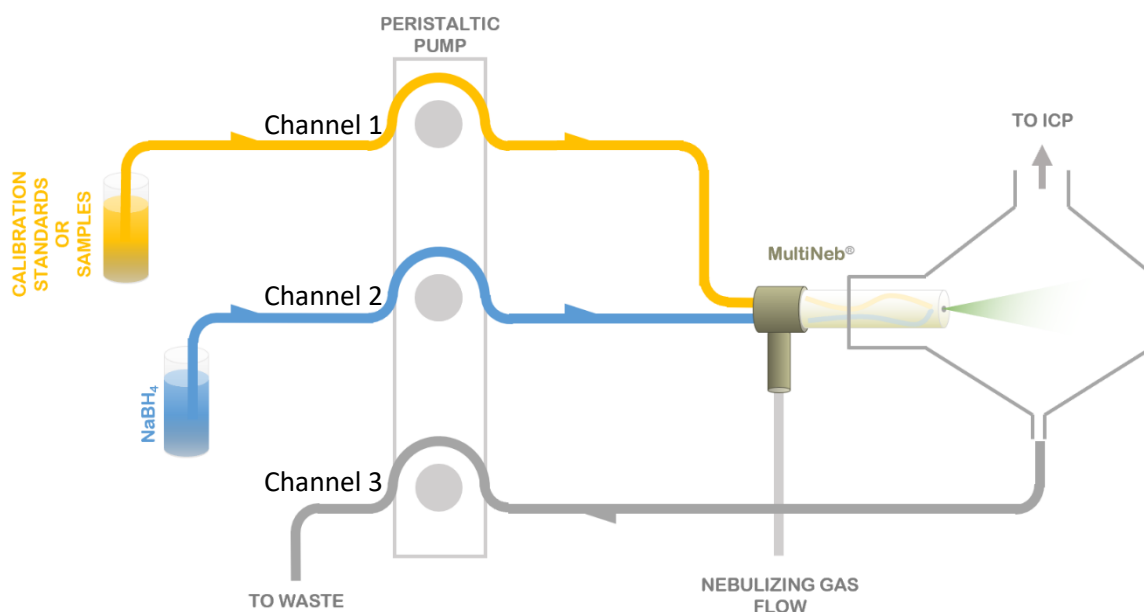 PERISTALTIC
PUMP
Channel 1
TO ICP
CALIBRATION
STANDARDS
OR
SAMPLES
MultiNeb®
Channel 2
NaBH₄
Channel 3
TO WASTE
NEBULIZING GAS
FLOW